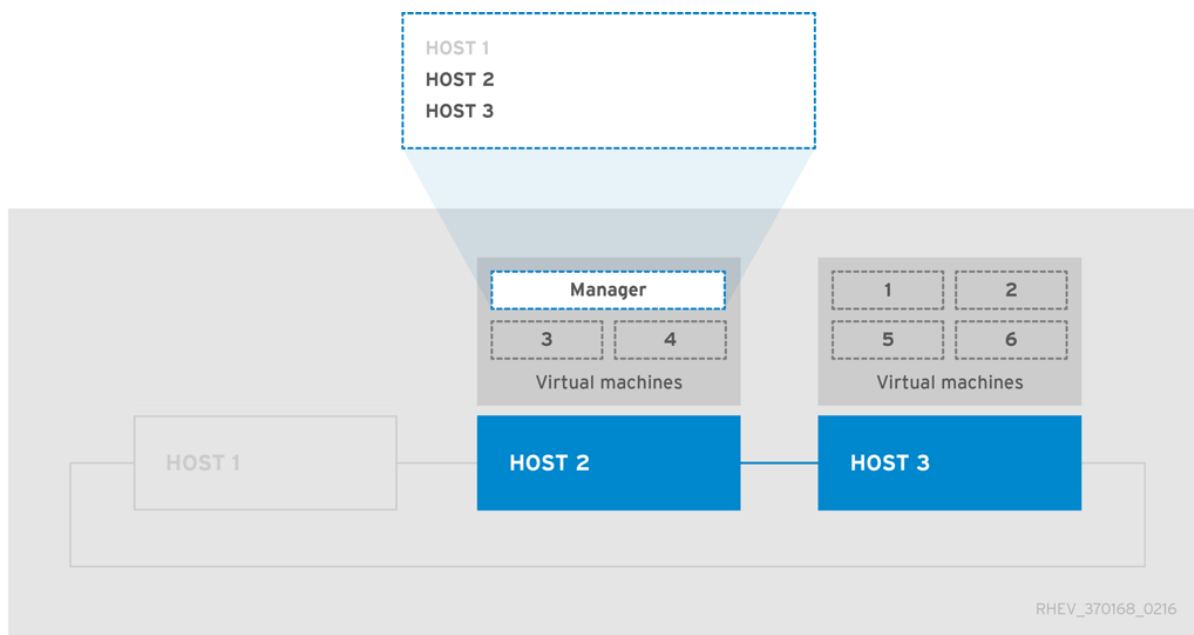 HOST 1
HOST 2
HOST 3
Manager
3 4
Virtual machines
1 2
5 6
Virtual machines
HOST 1
HOST 2
HOST 3
RHEV_370168_0216